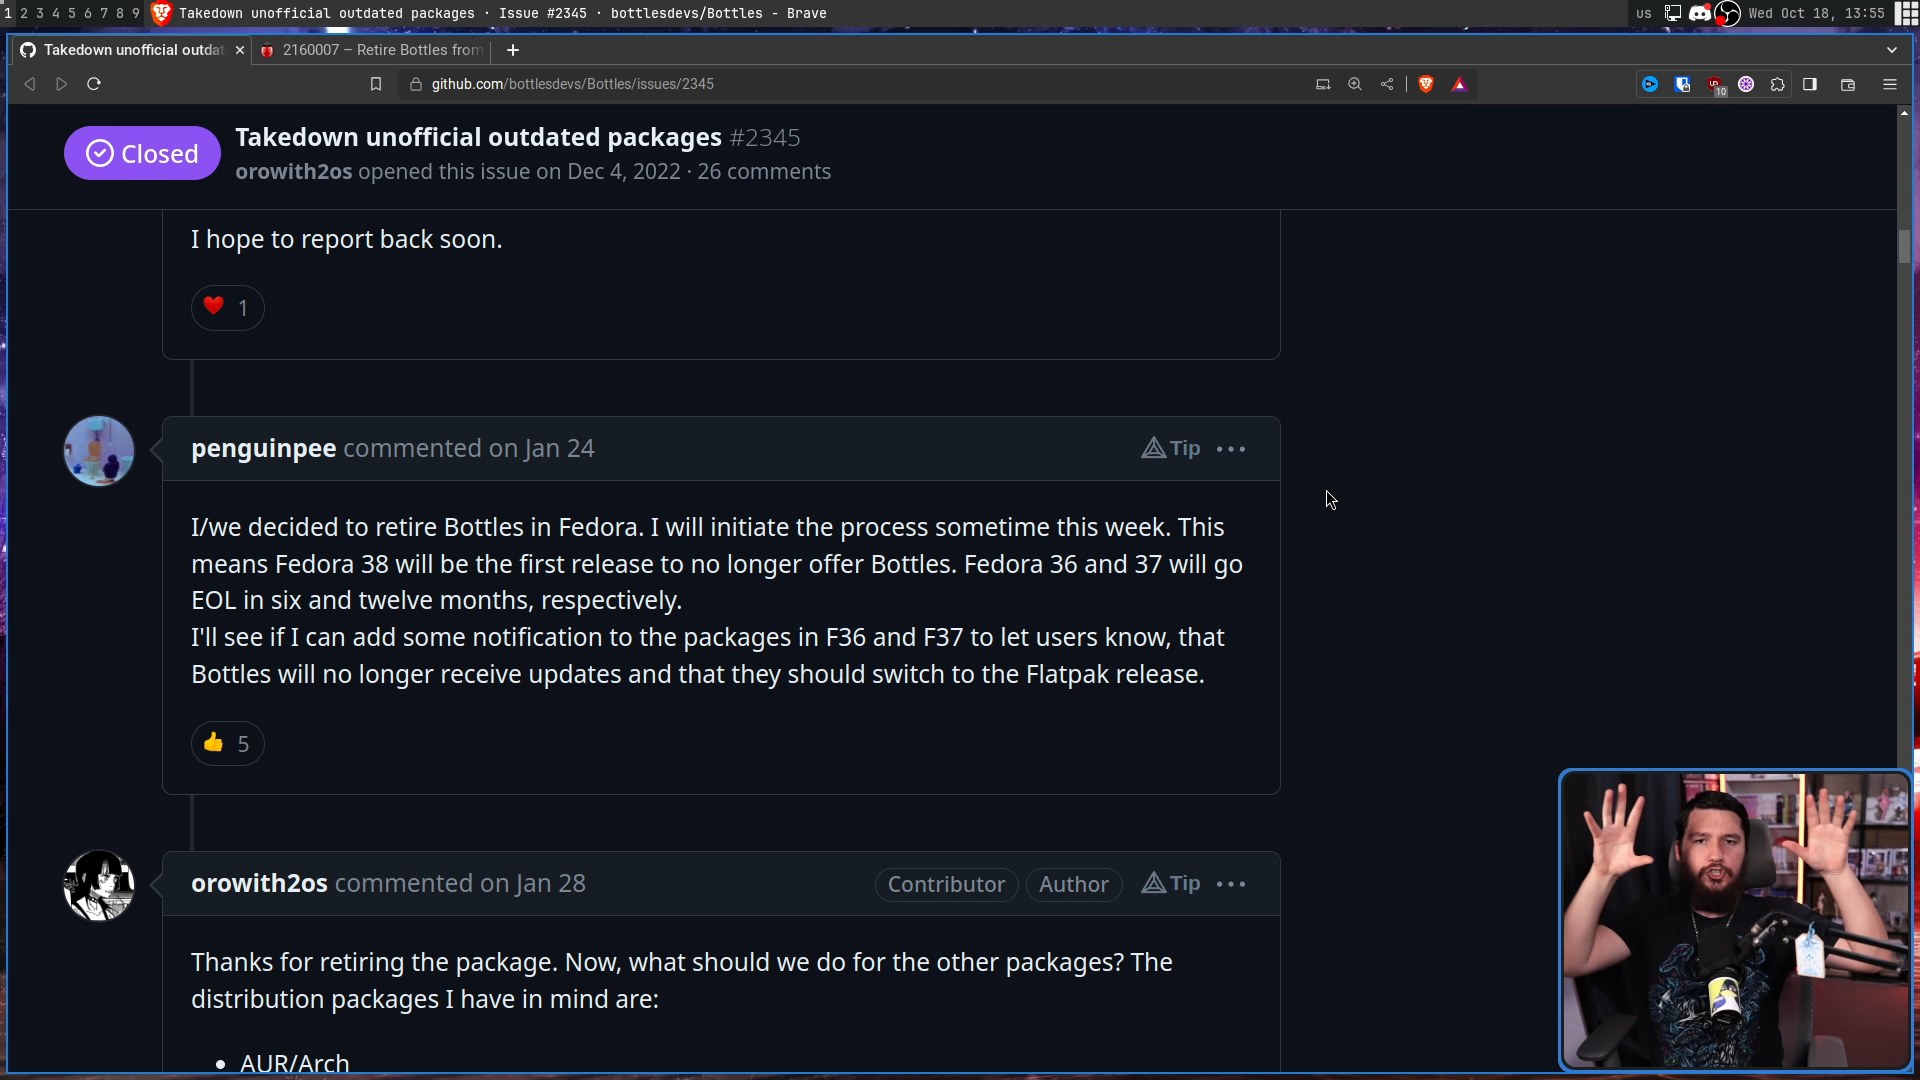 1 2 3 4 5 6 7 8 9 Takedown unofficial outdated packages · Issue #2345 · bottlesdevs/Bottles - Brave us Wed Oct 18, 13:55
Takedown unofficial outdat 2160007 – Retire Bottles from
github.com/bottlesdevs/Bottles/issues/2345 10
Closed
Takedown unofficial outdated packages #2345
orowith2os opened this issue on Dec 4, 2022 · 26 comments
I hope to report back soon.
1
penguinpee commented on Jan 24 Tip
I/we decided to retire Bottles in Fedora. I will initiate the process sometime this week. This
means Fedora 38 will be the first release to no longer offer Bottles. Fedora 36 and 37 will go
EOL in six and twelve months, respectively.
I'll see if I can add some notification to the packages in F36 and F37 to let users know, that
Bottles will no longer receive updates and that they should switch to the Flatpak release.
5
orowith2os commented on Jan 28 Contributor Author Tip
Thanks for retiring the package. Now, what should we do for the other packages? The
distribution packages I have in mind are:
• AUR/Arch